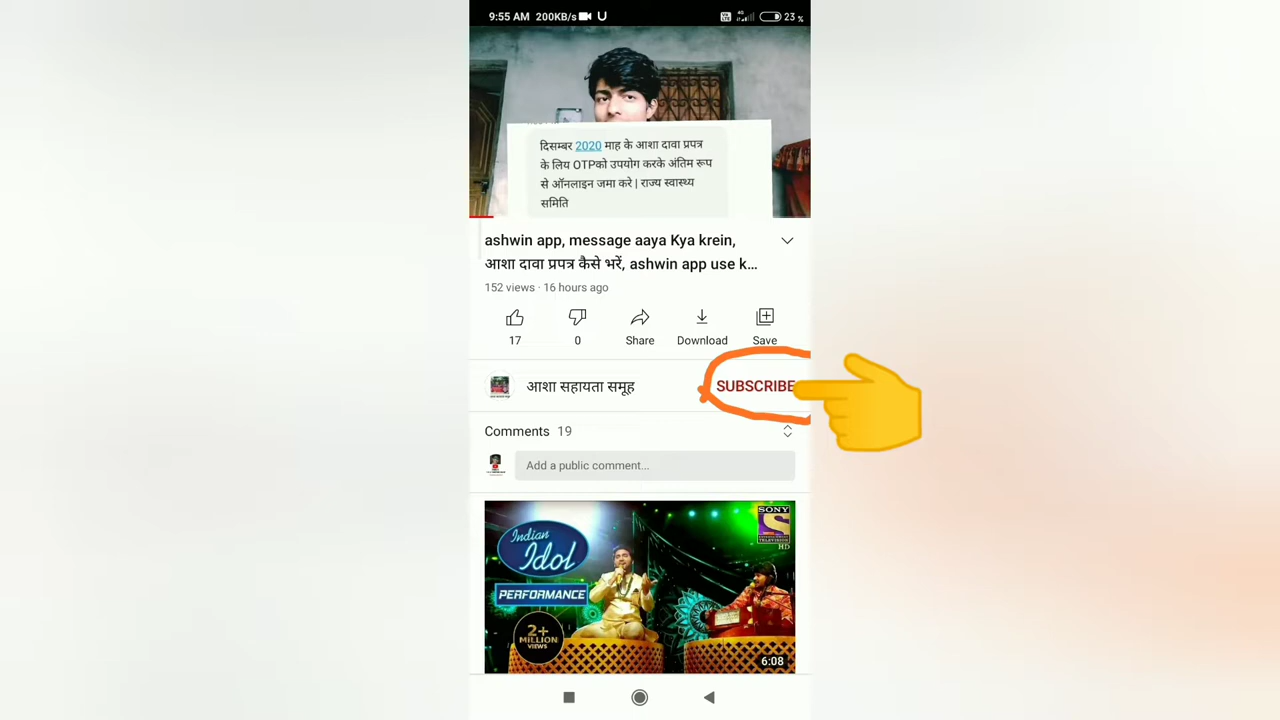 9:55 AM 200KB/s
4G
23 %
दिसम्बर 2020 माह के आशा दावा प्रपत्र
के लिय OTPको उपयोग करके अंतिम रूप
से ऑनलाइन जमा करे | राज्य स्वास्थ्य
समिति
ashwin app, message aaya Kya krein,
आशा दावा प्रपत्र कैसे भरें, ashwin app use k...
152 views · 16 hours ago
17
0
Share
Download
Save
आशा सहायता समूह
SUBSCRIBE
Comments 19
Add a public comment...
SONY
HD
Indian
Idol
PERFORMANCE
2+
MILLION
VIEWS
6:08